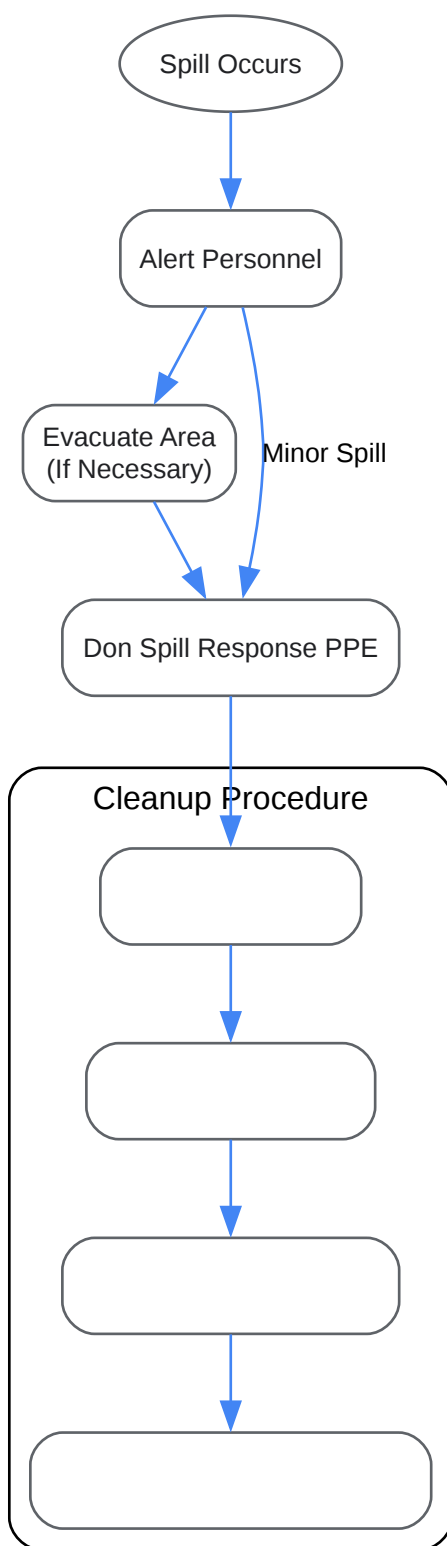 Spill Occurs
Alert Personnel
Evacuate Area
(If Necessary)
Minor Spill
Don Spill Response PPE
Cleanup Procedure